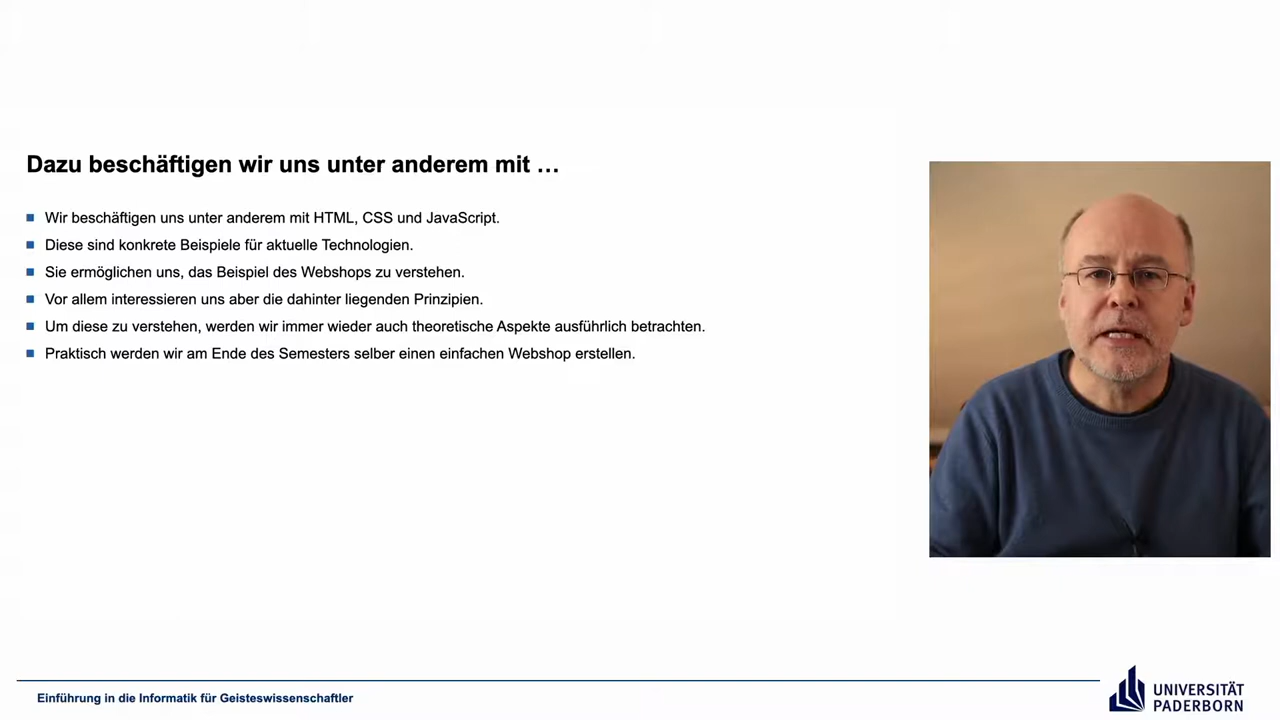 Dazu beschäftigen wir uns unter anderem mit …
Wir beschäftigen uns unter anderem mit HTML, CSS und JavaScript.
Diese sind konkrete Beispiele für aktuelle Technologien.
Sie ermöglichen uns, das Beispiel des Webshops zu verstehen.
Vor allem interessieren uns aber die dahinter liegenden Prinzipien.
Um diese zu verstehen, werden wir immer wieder auch theoretische Aspekte ausführlich betrachten.
Praktisch werden wir am Ende des Semesters selber einen einfachen Webshop erstellen.
Einführung in die Informatik für Geisteswissenschaftler
UNIVERSITÄT
PADERBORN